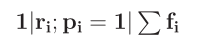 1|rᵢ; pᵢ = 1| ∑ fᵢ